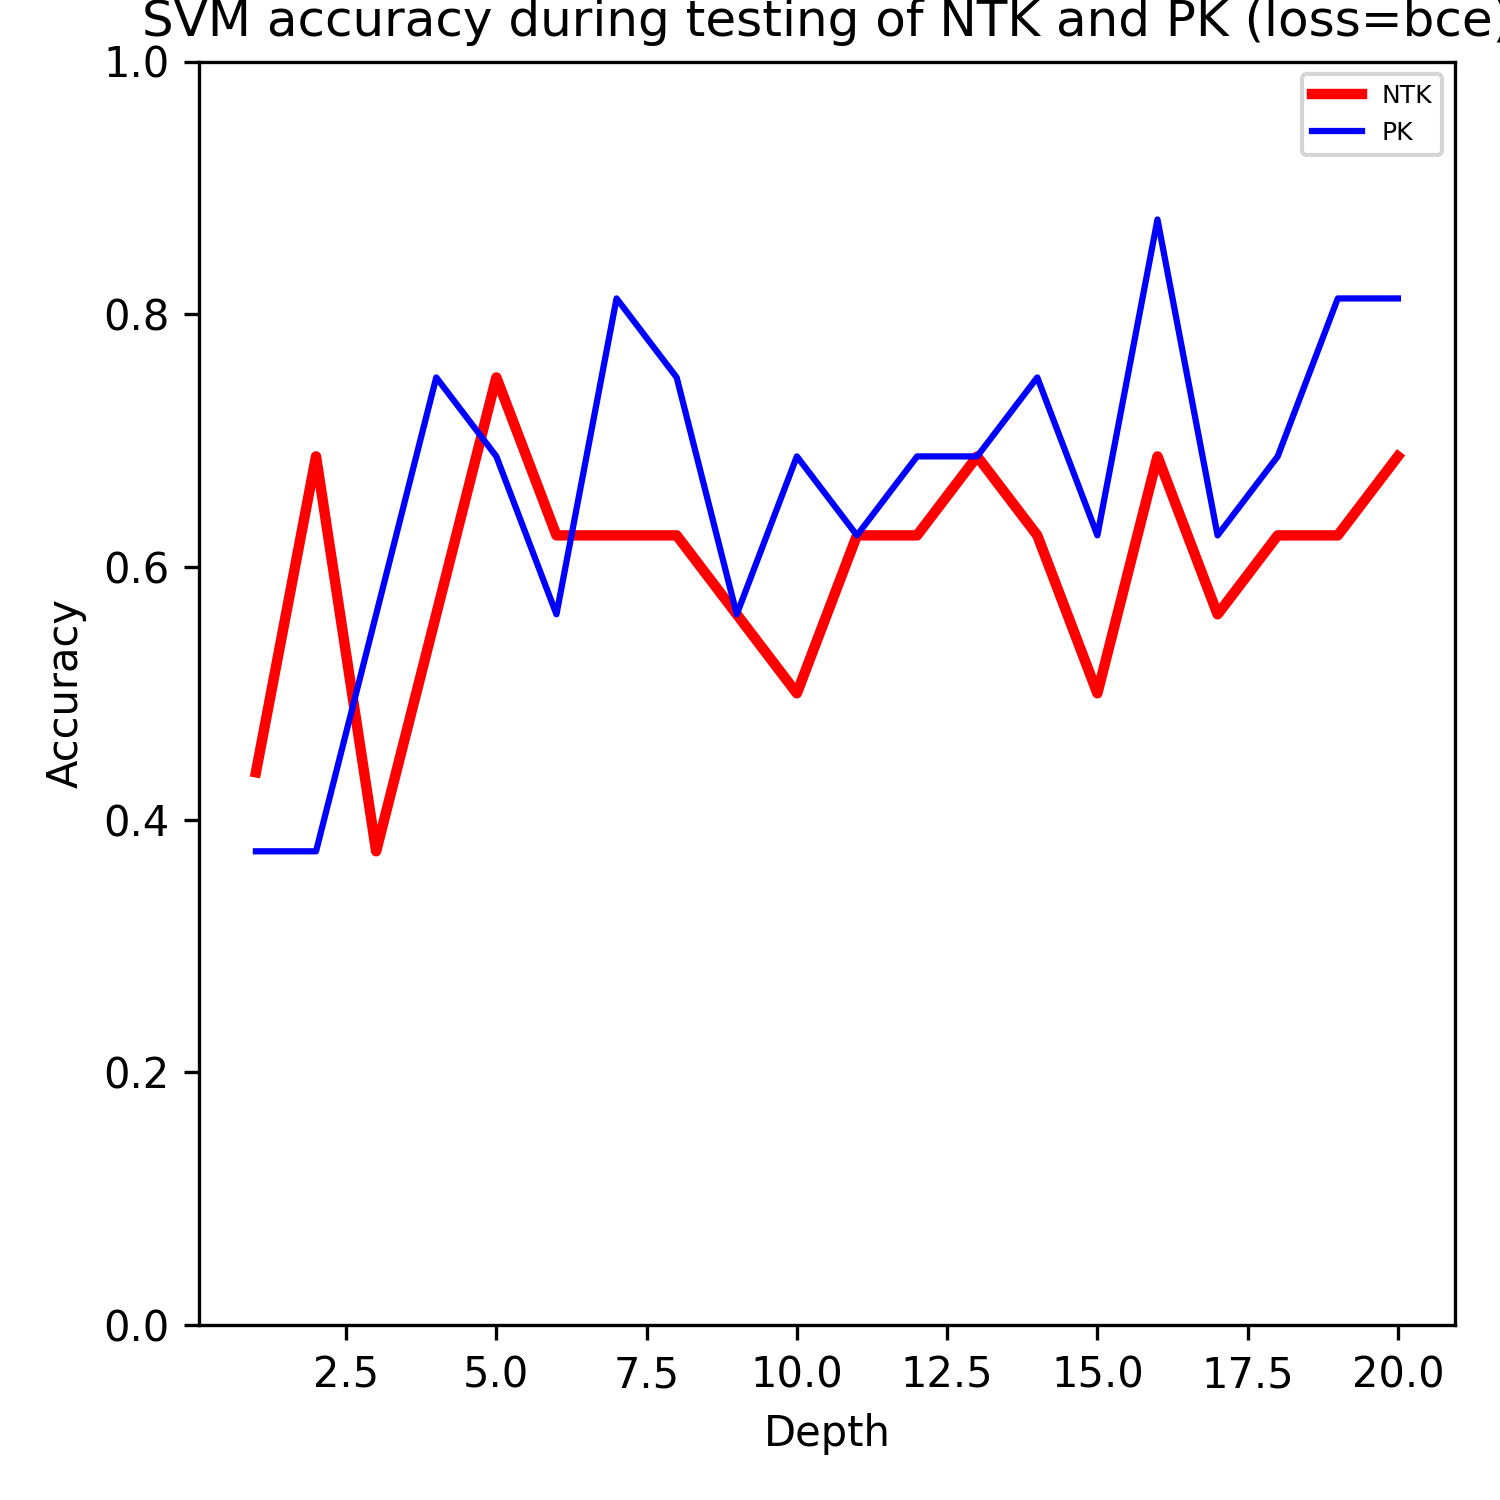 SVM accuracy during testing of NTK and PK (loss=bce)
1.0
0.8
0.6
0.4
0.2
0.0
Accuracy
NTK
PK
2.5 5.0 7.5 10.0 12.5 15.0 17.5 20.0
Depth